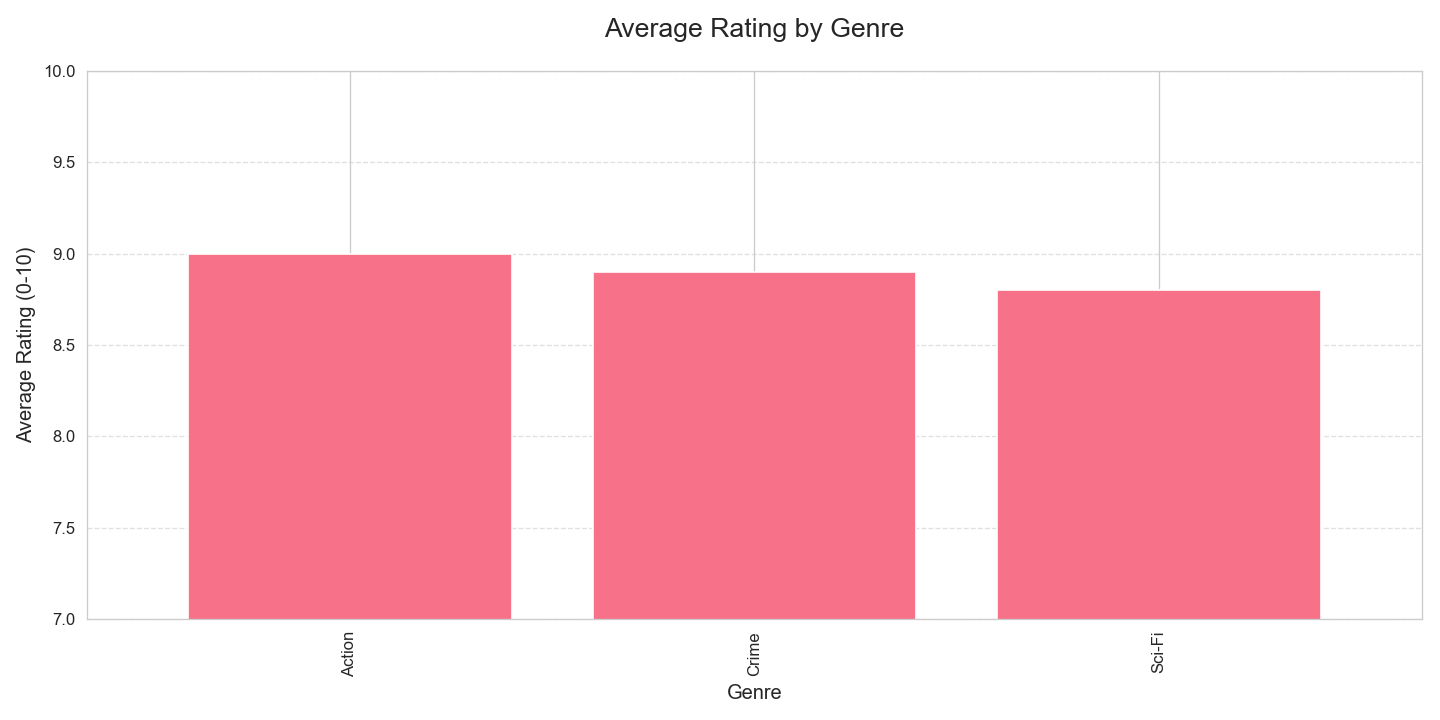 Average Rating by Genre
Average Rating (0-10)
10.0
9.5
9.0
8.5
8.0
7.5
7.0
Action
Crime
Sci-Fi
Genre